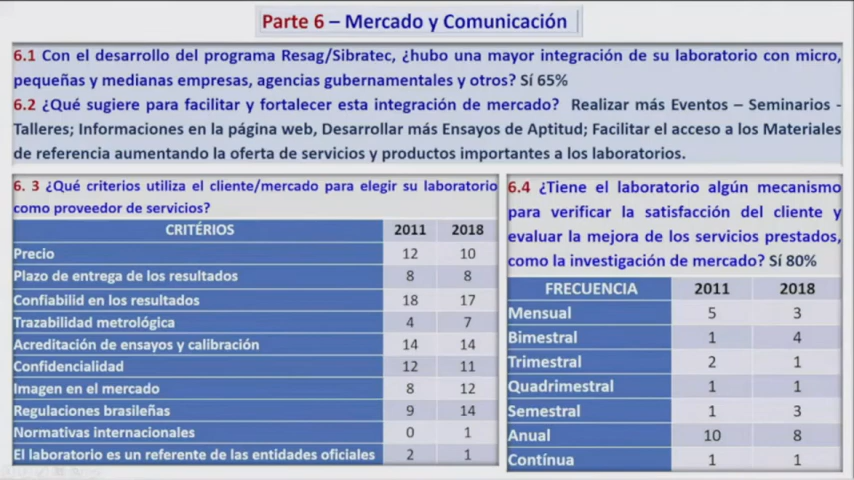 Parte 6 – Mercado y Comunicación
6.1 Con el desarrollo del programa Resag/Sibratec, ¿hubo una mayor integración de su laboratorio con micro,
pequeñas y medianas empresas, agencias gubernamentales y otros? Sí 65%
6.2 ¿Qué sugiere para facilitar y fortalecer esta integración de mercado? Realizar más Eventos – Seminarios -
Talleres; Informaciones en la página web, Desarrollar más Ensayos de Aptitud; Facilitar el acceso a los Materiales
de referencia aumentando la oferta de servicios y productos importantes a los laboratorios.
6. 3 ¿Qué criterios utiliza el cliente/mercado para elegir su laboratorio
como proveedor de servicios?
CRITÉRIOS 2011 2018
Precio 12 10
Plazo de entrega de los resultados 8 8
Confiabilid en los resultados 18 17
Trazabilidad metrológica 4 7
Acreditación de ensayos y calibración 14 14
Confidencialidad 12 11
Imagen en el mercado 8 12
Regulaciones brasileñas 9 14
Normativas internacionales 0 1
El laboratorio es un referente de las entidades oficiales 2 1
6.4 ¿Tiene el laboratorio algún mecanismo
para verificar la satisfacción del cliente y
evaluar la mejora de los servicios prestados,
como la investigación de mercado? Sí 80%
FRECUENCIA 2011 2018
Mensual 5 3
Bimestral 1 4
Trimestral 2 1
Quadrimestral 1 1
Semestral 1 3
Anual 10 8
Contínua 1 1